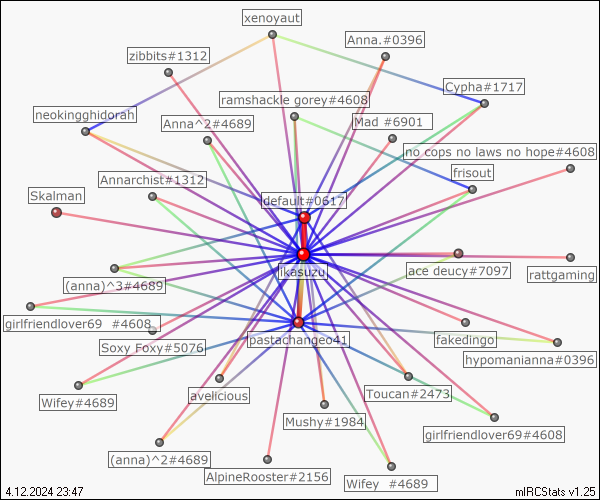 xenoyaut
Anna.#0396
zibbits#1312
Cypha#1717
ramshackle gorey#4608
neokingghidorah
Anna^2#4689
Mad #6901
no cops no laws no hope#4608
frisout
Annarchist#1312
Skalman
default#0617
ikasuzu
ace deucy#7097
rattgaming
(anna)^3#4689
girlfriendlover69 #4608
pastachangeo41
fakedingo
Soxy Foxy#5076
hypomanianna#0396
avelicious
Toucan#2473
Wifey#4689
Mushy#1984
girlfriendlover69#4608
(anna)^2#4689
AlpineRooster#2156
Wifey #4689
4.12.2024 23:47
mIRCStats v1.25